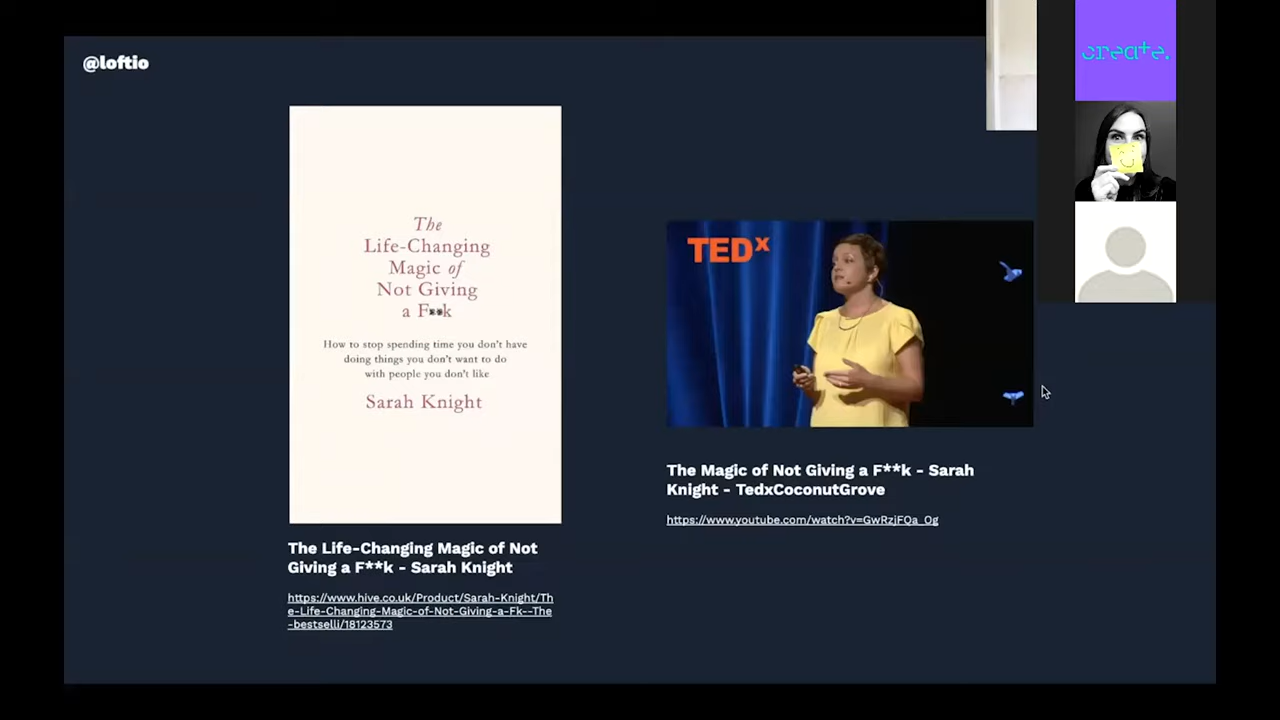 @loftio
create.
The
Life-Changing
Magic of
Not Giving
a F**k
How to stop spending time you don't have
doing things you don't want to do
with people you don't like
Sarah Knight
The Life-Changing Magic of Not
Giving a F**k - Sarah Knight
https://www.hive.co.uk/Product/Sarah-Knight/Th
e-Life-Changing-Magic-of-Not-Giving-a-Fk--The
-bestselli/18123573
TEDx
The Magic of Not Giving a F**k - Sarah
Knight - TedxCoconutGrove
https://www.youtube.com/watch?v=GwRzjFQa_Og